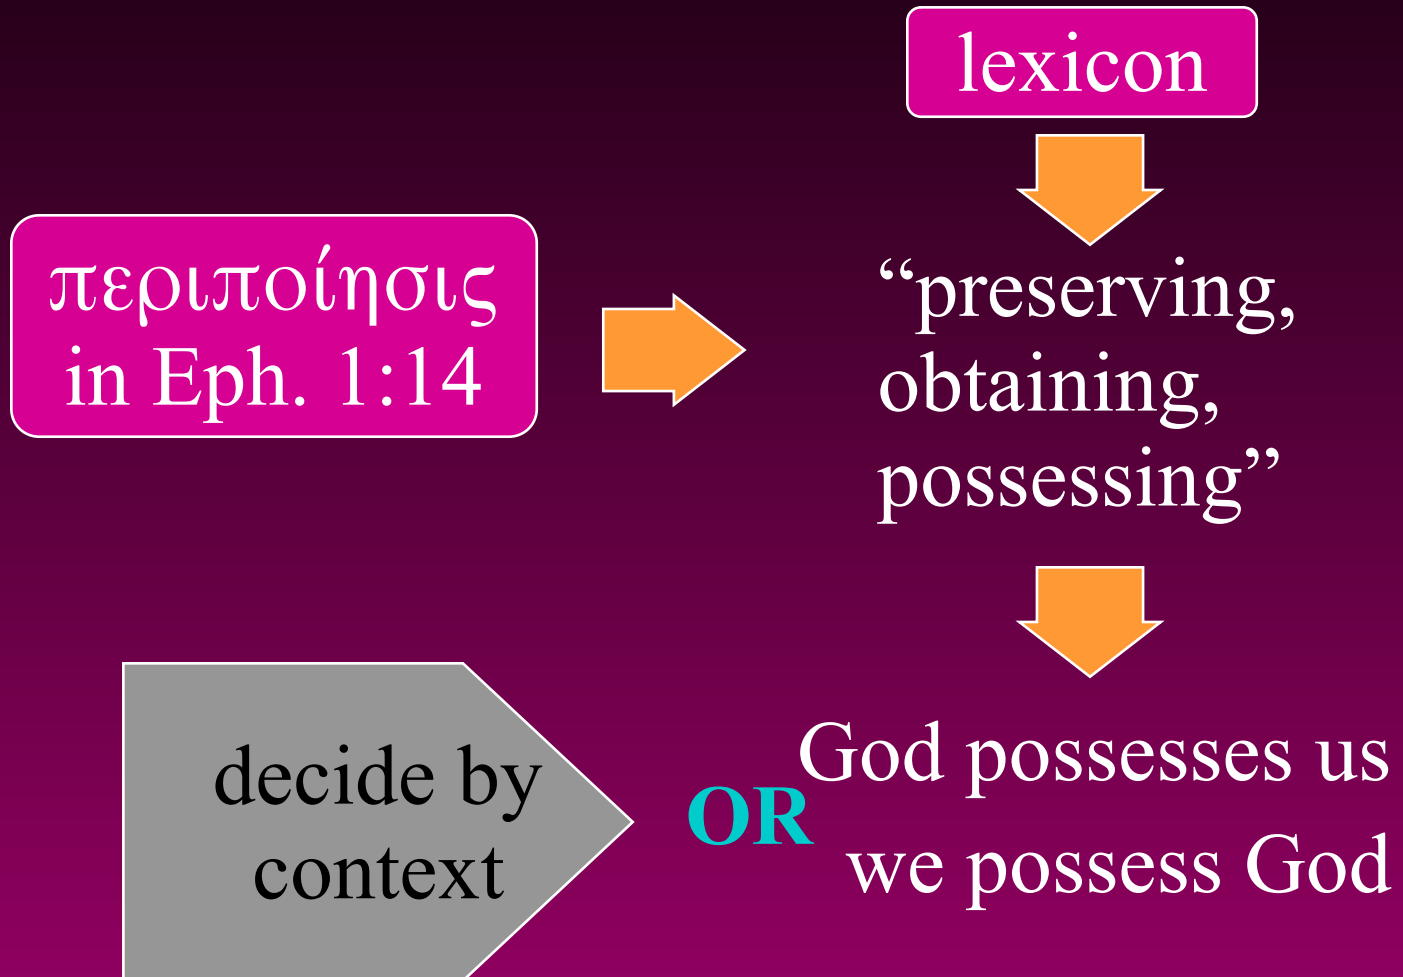 lexicon
περιποίησις
in Eph. 1:14
“preserving,
obtaining,
possessing”
decide by
context
OR
God possesses us
we possess God